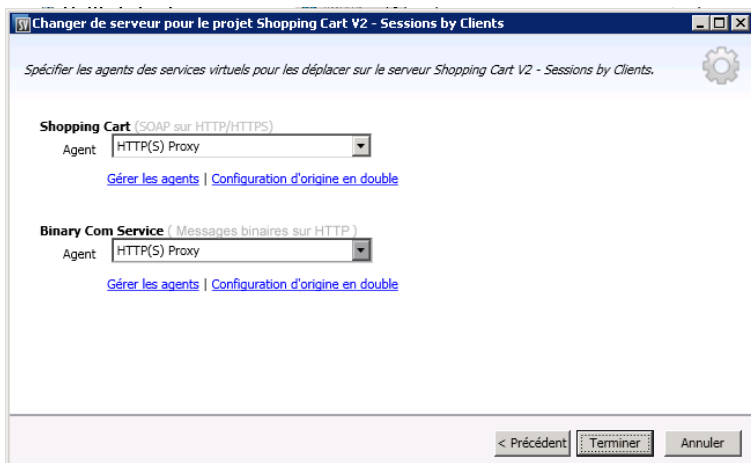 SV Changer de serveur pour le projet Shopping Cart V2 - Sessions by Clients
Spécifier les agents des services virtuels pour les déplacer sur le serveur Shopping Cart V2 - Sessions by Clients.
Shopping Cart (SOAP sur HTTP/HTTPS)
Agent HTTP(S) Proxy
Gérer les agents | Configuration d'origine en double
Binary Com Service ( Messages binaires sur HTTP )
Agent HTTP(S) Proxy
Gérer les agents | Configuration d'origine en double
< Précédent Terminer Annuler